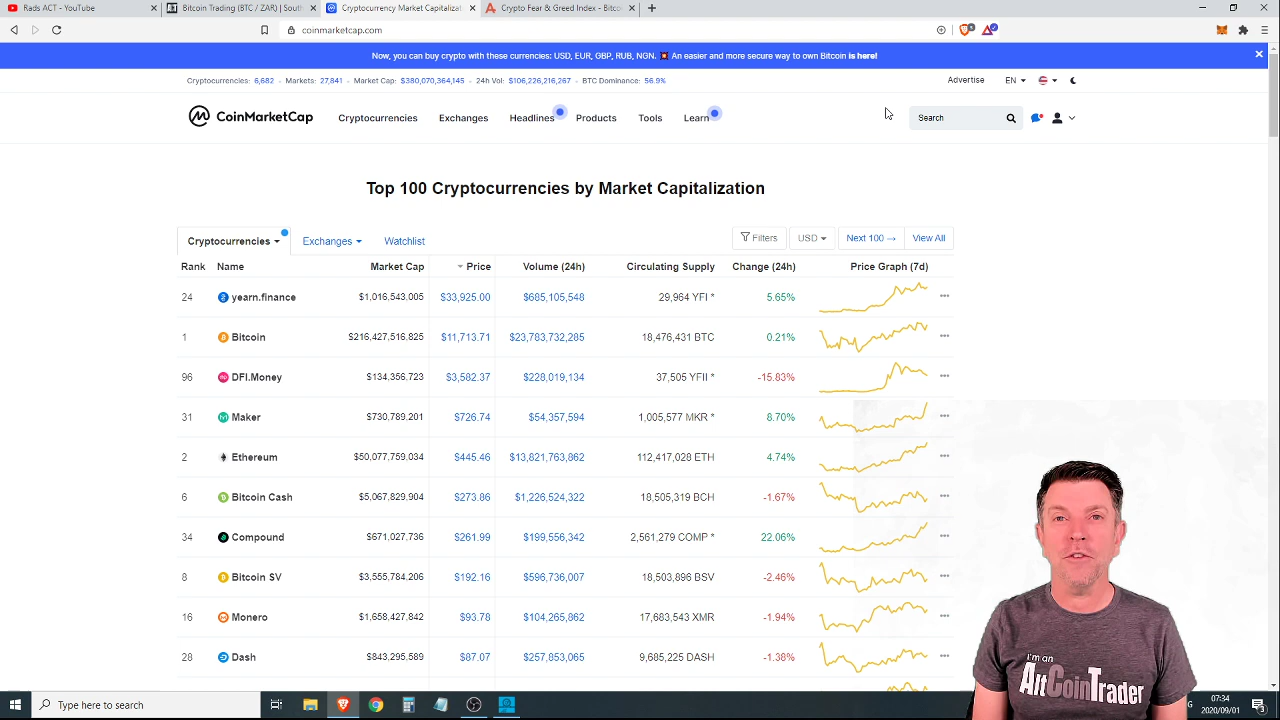 Rads ACT - YouTube
Bitcoin Trading (BTC / ZAR) | South
Cryptocurrency Market Capitalizat
Crypto Fear & Greed Index - Bitco
coinmarketcap.com
Now, you can buy crypto with these currencies: USD, EUR, GBP, RUB, NGN. 💥 An easier and more secure way to own Bitcoin is here!
Cryptocurrencies: 6,682 Markets: 27,841 Market Cap: $380,070,364,145 24h Vol: $106,226,216,267 BTC Dominance: 56.9%
Advertise EN
CoinMarketCap Cryptocurrencies Exchanges Headlines Products Tools Learn Search
Top 100 Cryptocurrencies by Market Capitalization
Cryptocurrencies Exchanges Watchlist Filters USD Next 100 → View All
Rank Name Market Cap Price Volume (24h) Circulating Supply Change (24h) Price Graph (7d)
24 yearn.finance $1,016,543,005 $33,925.00 $685,105,548 29,964 YFI * 5.65%
1 Bitcoin $216,427,516,825 $11,713.71 $23,783,732,285 18,476,431 BTC 0.21%
96 DFI.Money $134,356,723 $3,582.37 $228,019,134 37,505 YFII * -15.83%
31 Maker $730,789,201 $726.74 $54,357,594 1,005,577 MKR * 8.70%
2 Ethereum $50,077,759,034 $445.46 $13,821,763,862 112,417,028 ETH 4.74%
6 Bitcoin Cash $5,067,829,904 $273.86 $1,226,524,322 18,505,319 BCH -1.67%
34 Compound $671,027,736 $261.99 $199,556,342 2,561,279 COMP * 22.06%
8 Bitcoin SV $3,555,784,206 $192.16 $596,736,007 18,503,896 BSV -2.46%
16 Monero $1,658,427,842 $93.78 $104,265,862 17,683,543 XMR -1.94%
28 Dash $843,295,589 $87.07 $257,853,065 9,685,225 DASH -1.38%
I'm an
AltCoinTrader
Type here to search
G
07:34
2020/09/01